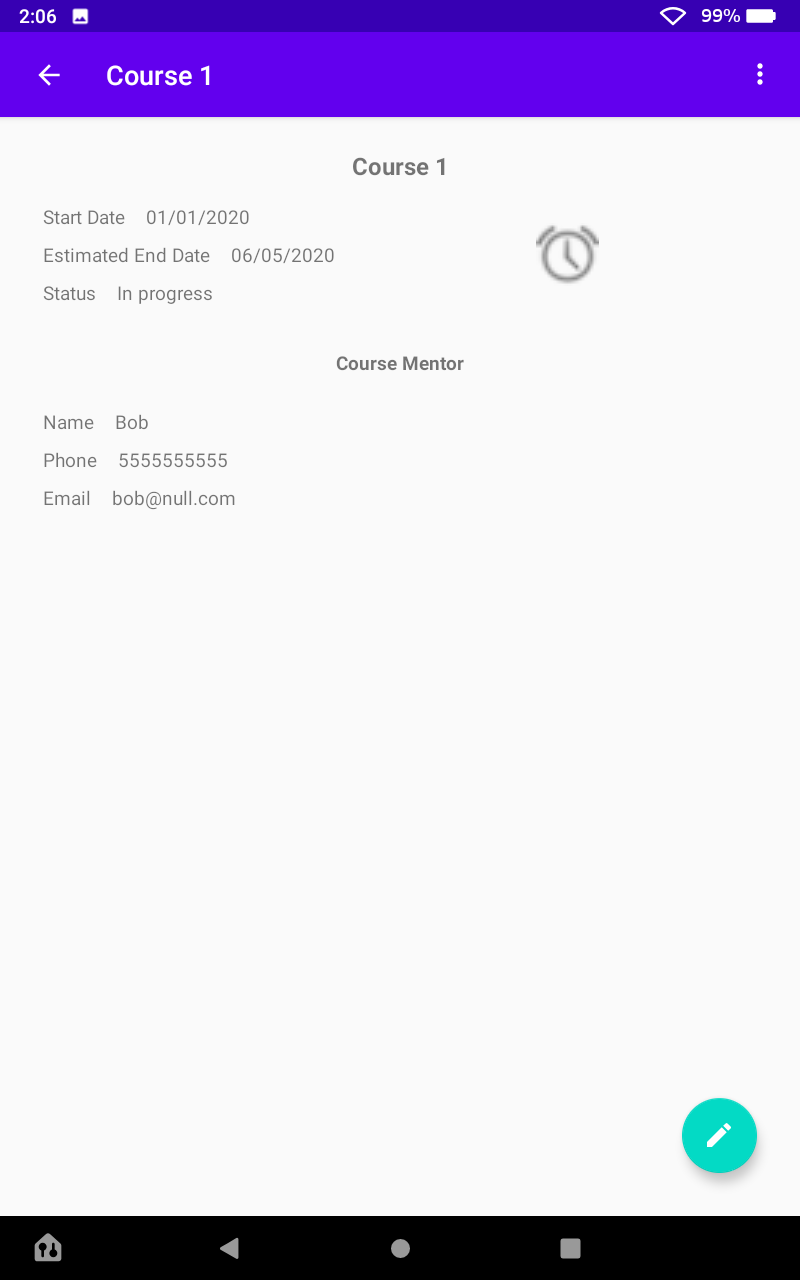 2:06 99%
Course 1
Course 1
Start Date 01/01/2020
Estimated End Date 06/05/2020
Status In progress
Course Mentor
Name Bob
Phone 5555555555
Email bob@null.com